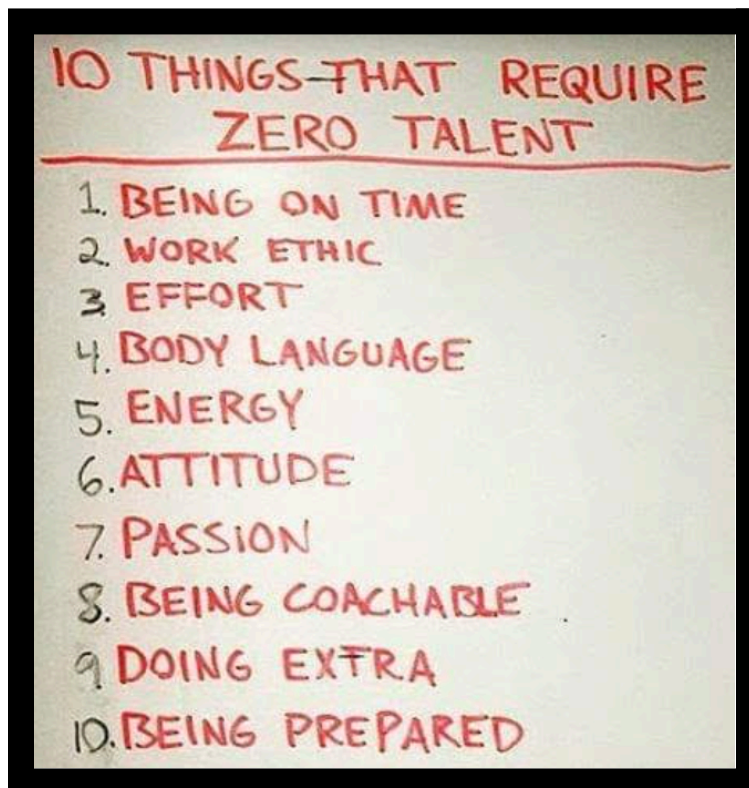 10 THINGS THAT REQUIRE
ZERO TALENT
1. BEING ON TIME
2. WORK ETHIC
3 EFFORT
4. BODY LANGUAGE
5. ENERGY
6. ATTITUDE
7. PASSION
8. BEING COACHABLE
9 DOING EXTRA
10. BEING PREPARED